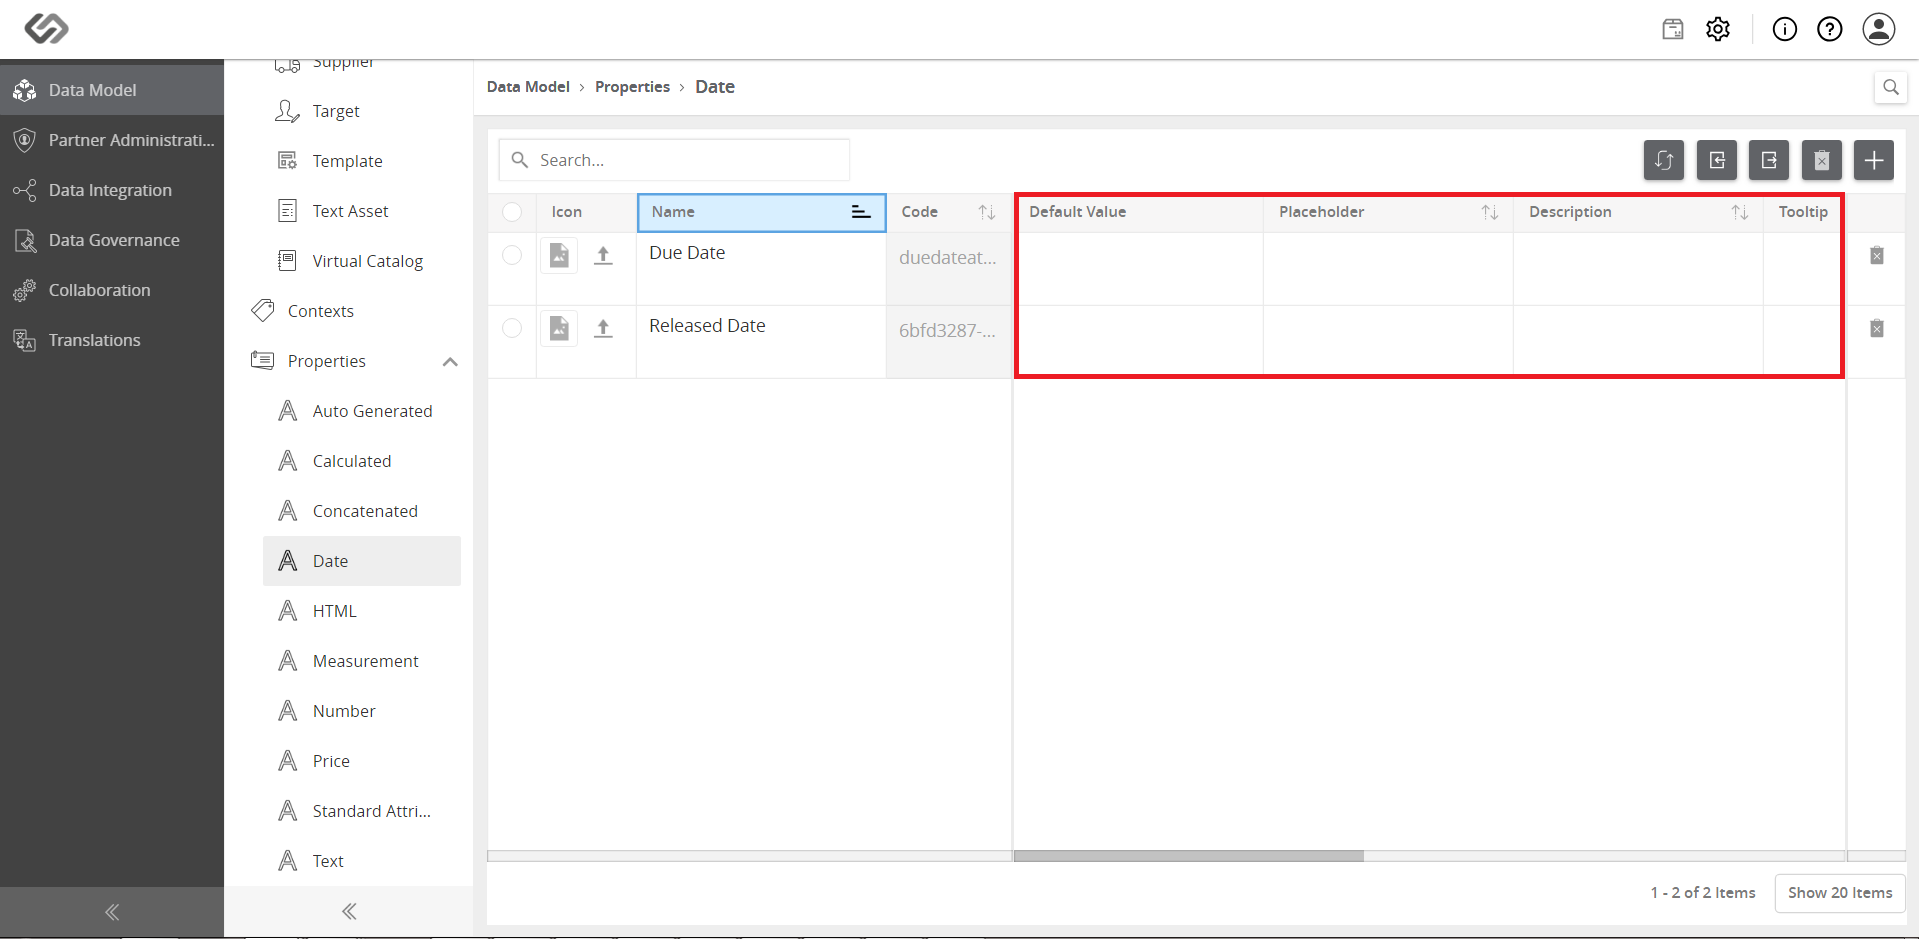 Data Model
Partner Administrati...
Data Integration
Data Governance
Collaboration
Translations
Supplier
Target
Template
Text Asset
Virtual Catalog
Contexts
Properties
Auto Generated
Calculated
Concatenated
Date
HTML
Measurement
Number
Price
Standard Attri...
Text
Data Model › Properties › Date
Search...
Icon Name Code Default Value Placeholder Description Tooltip
Due Date duedateat...
Released Date 6bfd3287-...
1 - 2 of 2 Items Show 20 Items